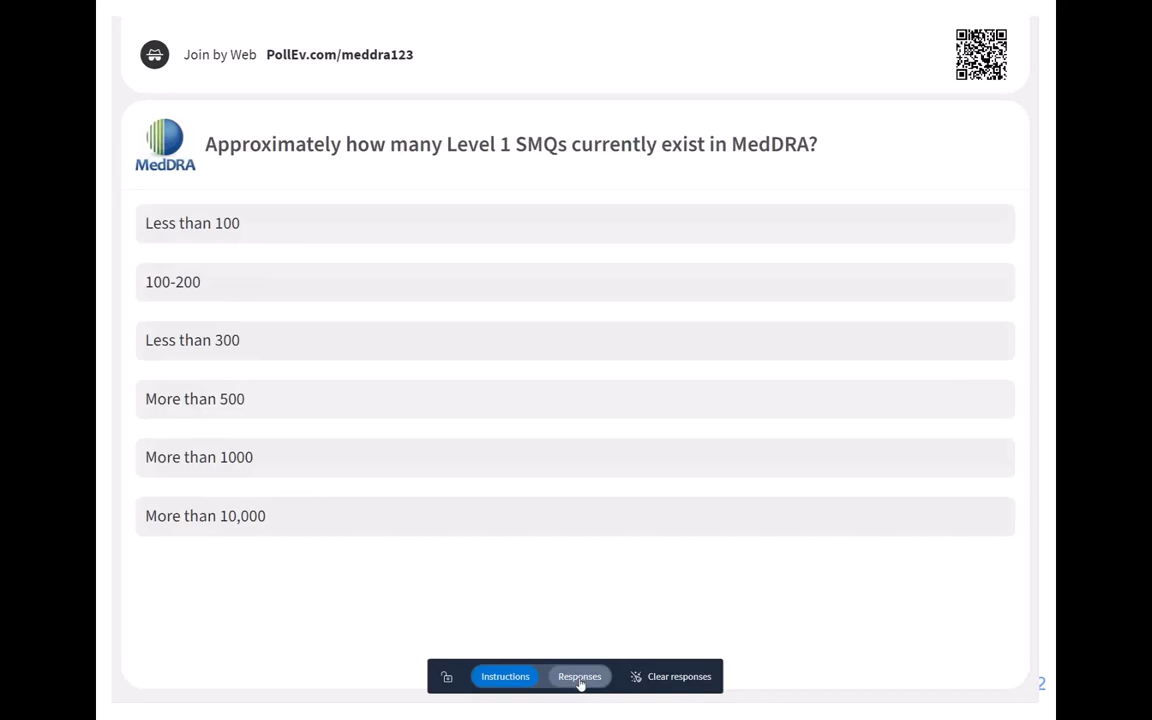 Join by Web PollEv.com/meddra123
MedDRA
Approximately how many Level 1 SMQs currently exist in MedDRA?
Less than 100
100-200
Less than 300
More than 500
More than 1000
More than 10,000
Instructions Responses Clear responses
2